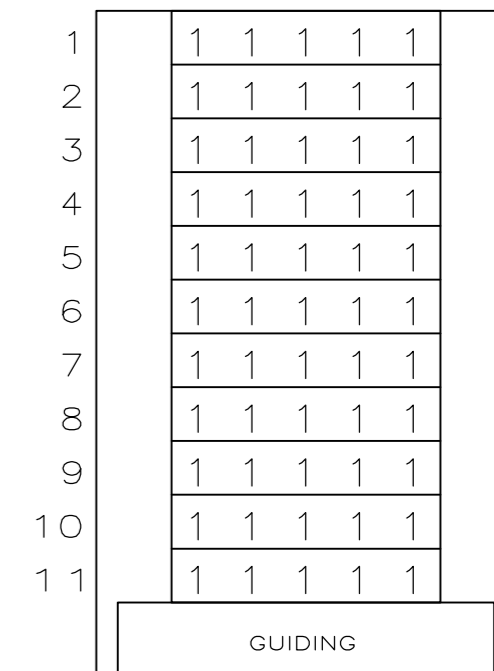 1 1 1 1 1 1
2 1 1 1 1 1
3 1 1 1 1 1
4 1 1 1 1 1
5 1 1 1 1 1
6 1 1 1 1 1
7 1 1 1 1 1
8 1 1 1 1 1
9 1 1 1 1 1
10 1 1 1 1 1
11 1 1 1 1 1
GUIDING